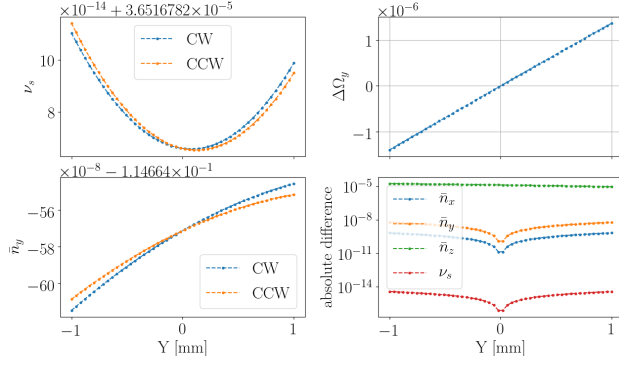 ×10⁻¹⁴ + 3.6516782×10⁻⁵
10
8
ν_s
CW
CCW
×10⁻⁶
1
0
−1
ΔΩ_y
×10⁻⁸ − 1.14664×10⁻¹
−56
−58
−60
n̄_y
CW
CCW
−1
0
1
Y [mm]
10⁻⁵
10⁻⁸
10⁻¹¹
10⁻¹⁴
absolute difference
n̄_x
n̄_y
n̄_z
ν_s
−1
0
1
Y [mm]